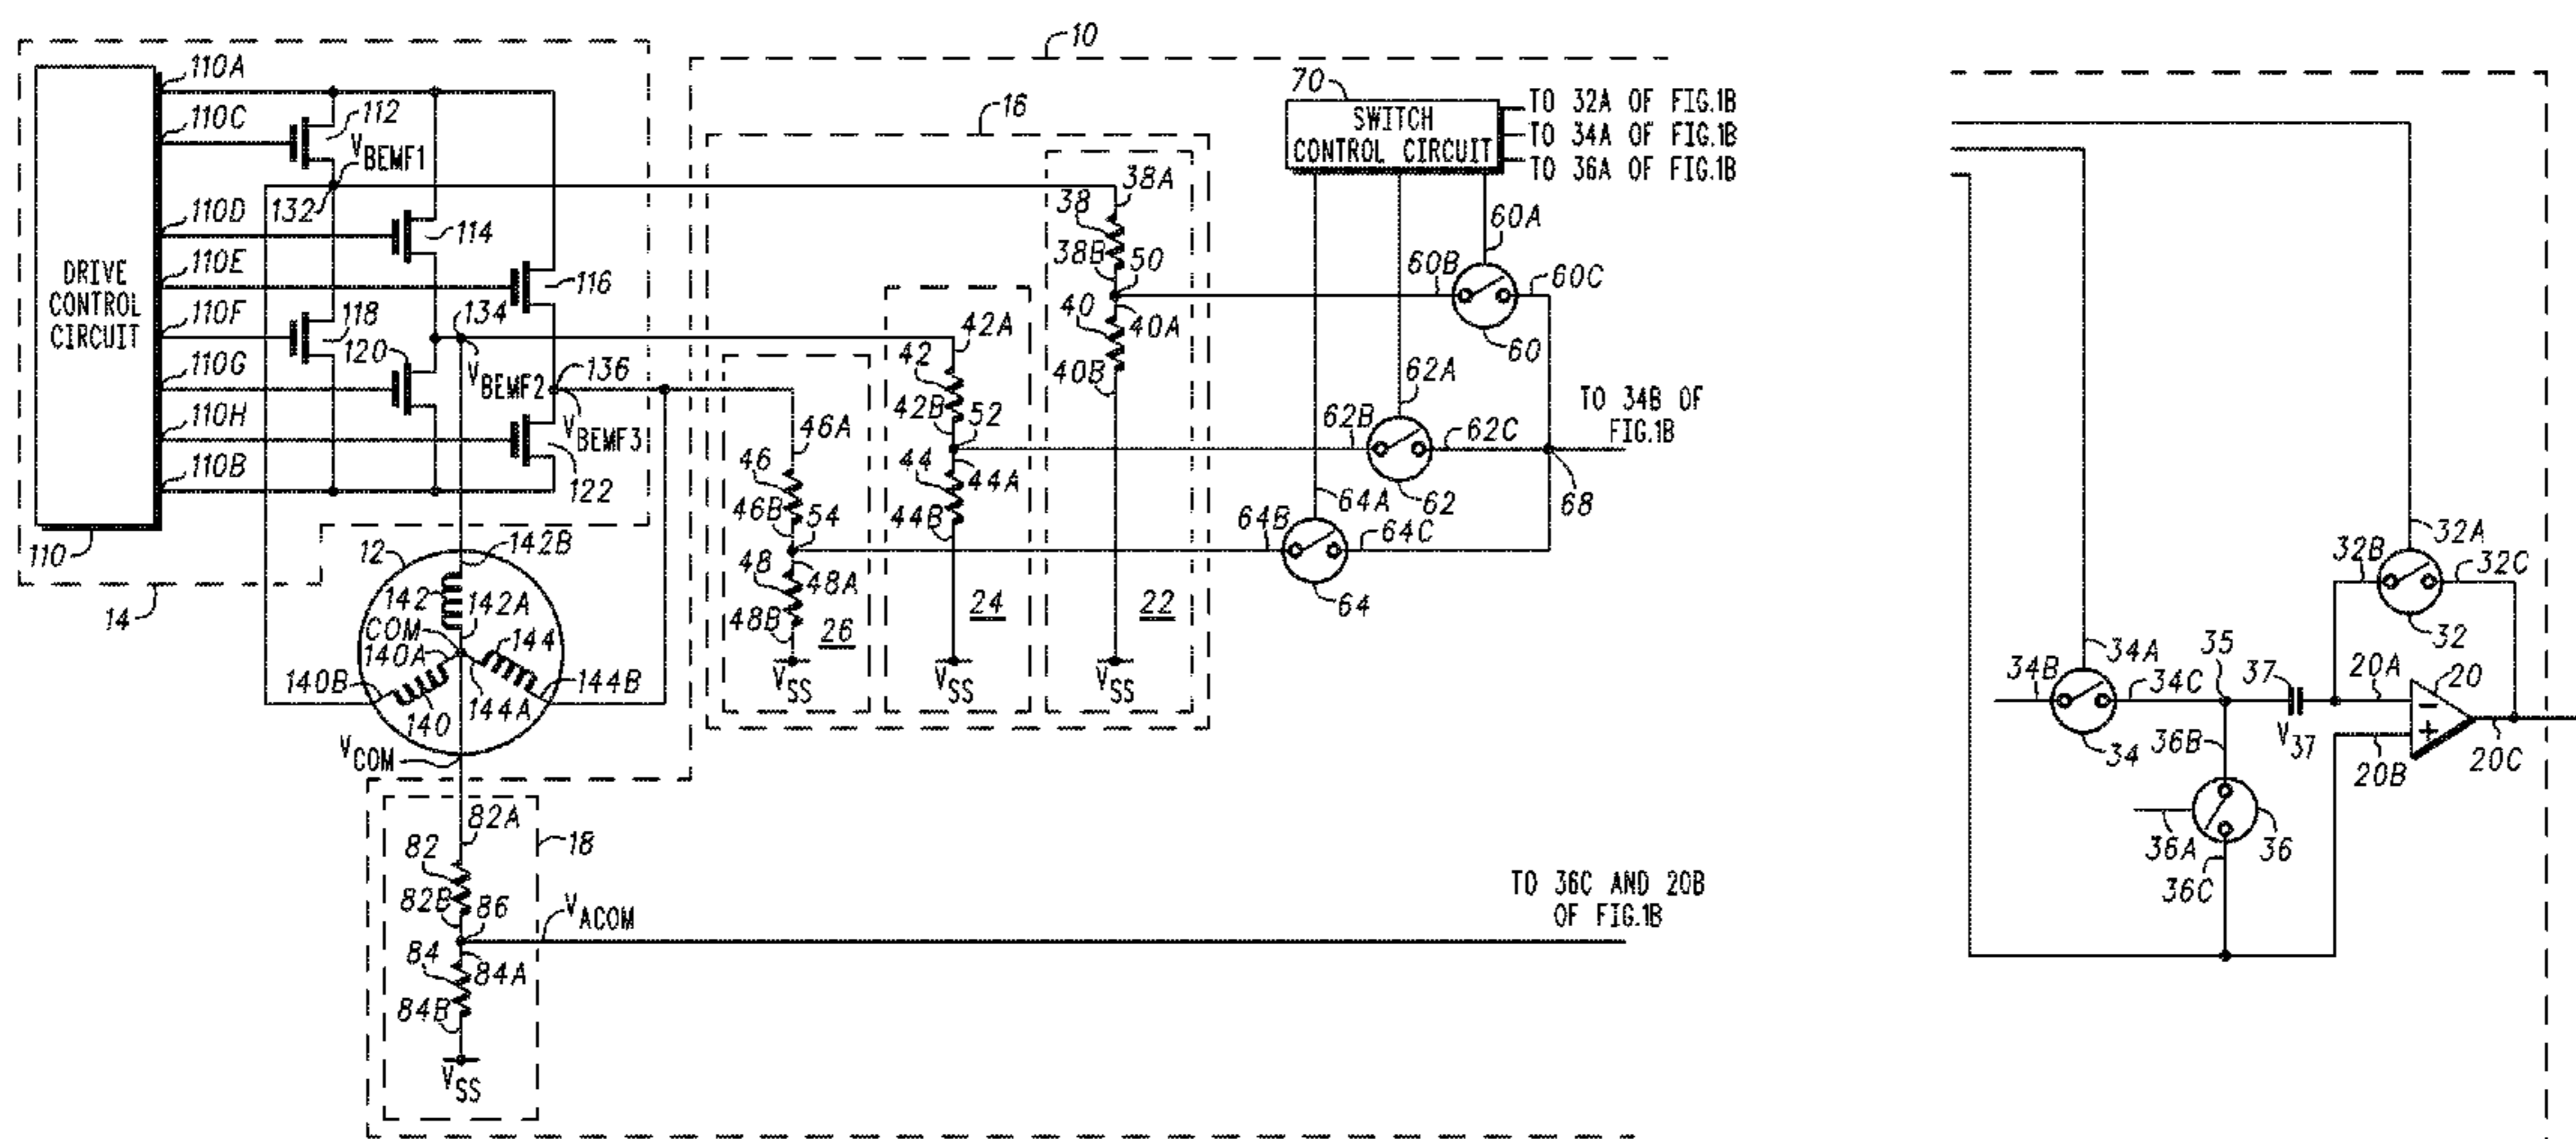 10
110A
112
110C
V BEMF1
132
110D
114
110E
116
DRIVE
CONTROL
CIRCUIT
110F
118
134
120
110G
V BEMF2
136
110H
V BEMF3
110B
122
110
14
12
142B
142
142A
COM
144
140A
140B
144B
140
144A
V COM
16
38A
38
38B
50
40
40A
40B
42A
42
42B
52
44
44A
44B
46A
46
46B
54
48
48A
48B
26
24
22
VSS
VSS
VSS
70
SWITCH
CONTROL CIRCUIT
TO 32A OF FIG.1B
TO 34A OF FIG.1B
TO 36A OF FIG.1B
60A
60B
60C
60
62A
62B
62C
62
64A
64B
64C
64
68
TO 34B OF
FIG.1B
82A
18
82
82B
86
VACOM
84
84A
84B
VSS
TO 36C AND 20B
OF FIG.1B
32A
32B
32C
32
34A
34B
34C
34
35
37
20A
20
−
+
V37
36B
20B
20C
36A
36
36C